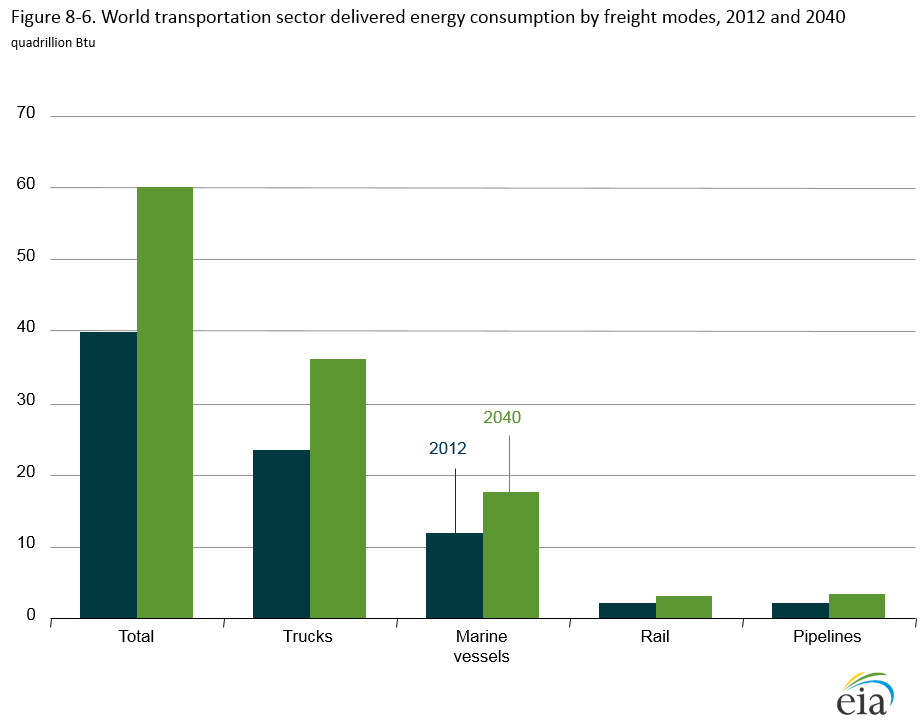 Figure 8-6. World transportation sector delivered energy consumption by freight modes, 2012 and 2040
quadrillion Btu
70
60
50
40
30
20
10
0
2040
2012
Total
Trucks
Marine
vessels
Rail
Pipelines
eia